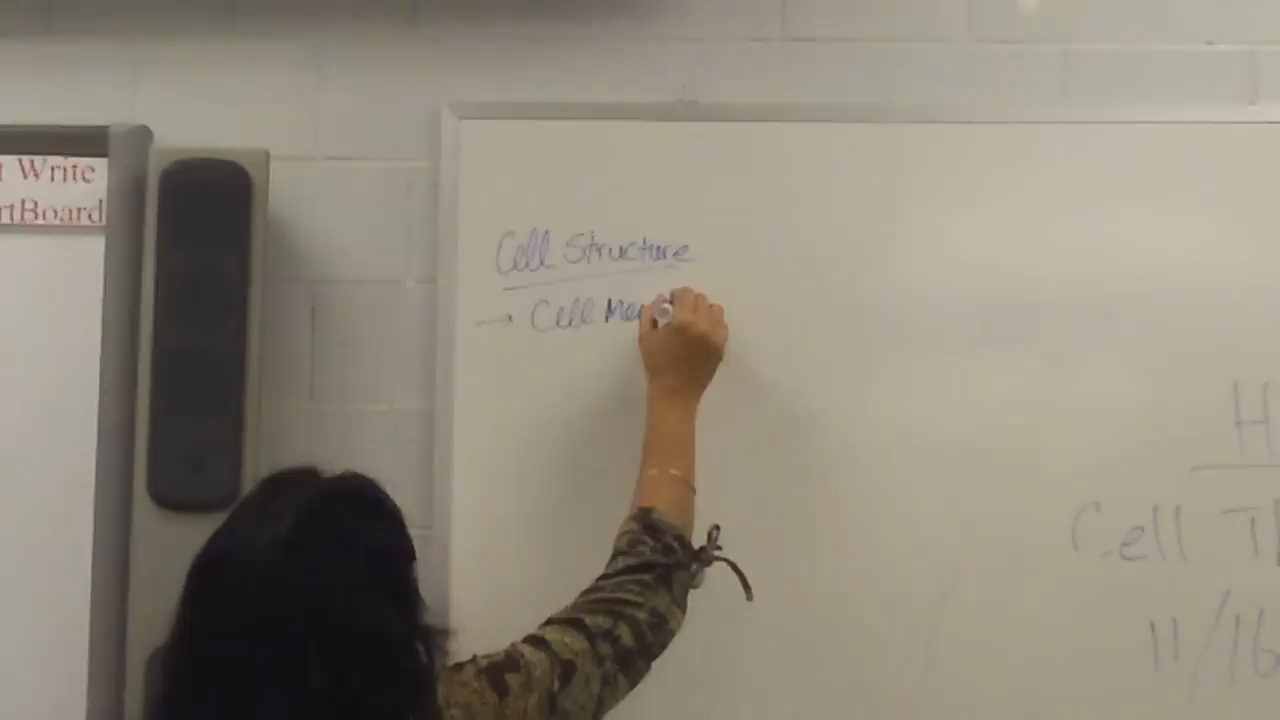 t Write
rtBoard
Cell Structure
→ Cell Me
H
Cell T
11/16